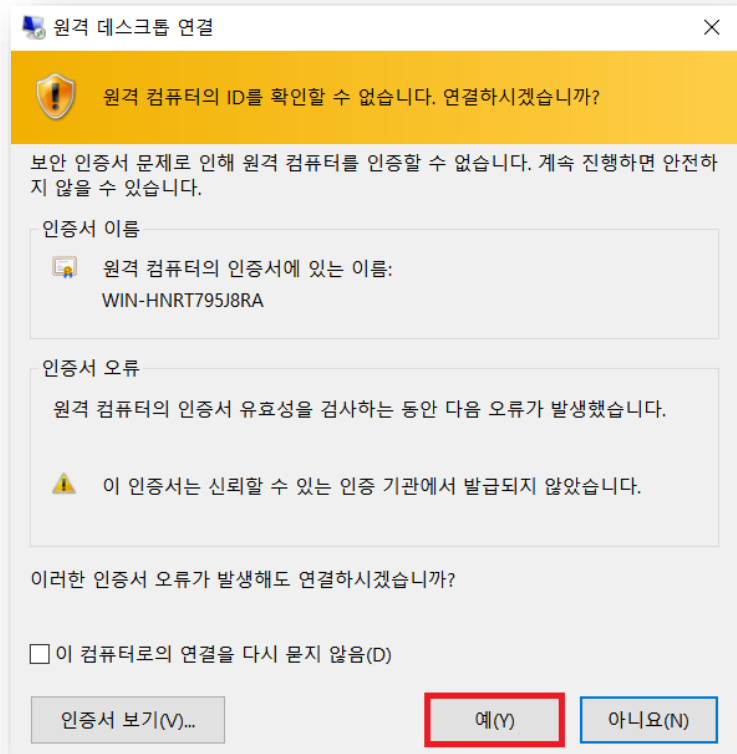 원격 데스크톱 연결
원격 컴퓨터의 ID를 확인할 수 없습니다. 연결하시겠습니까?
보안 인증서 문제로 인해 원격 컴퓨터를 인증할 수 없습니다. 계속 진행하면 안전하
지 않을 수 있습니다.
인증서 이름
원격 컴퓨터의 인증서에 있는 이름:
WIN-HNRT795J8RA
인증서 오류
원격 컴퓨터의 인증서 유효성을 검사하는 동안 다음 오류가 발생했습니다.
이 인증서는 신뢰할 수 있는 인증 기관에서 발급되지 않았습니다.
이러한 인증서 오류가 발생해도 연결하시겠습니까?
이 컴퓨터로의 연결을 다시 묻지 않음(D)
인증서 보기(V)...
예(Y)
아니요(N)